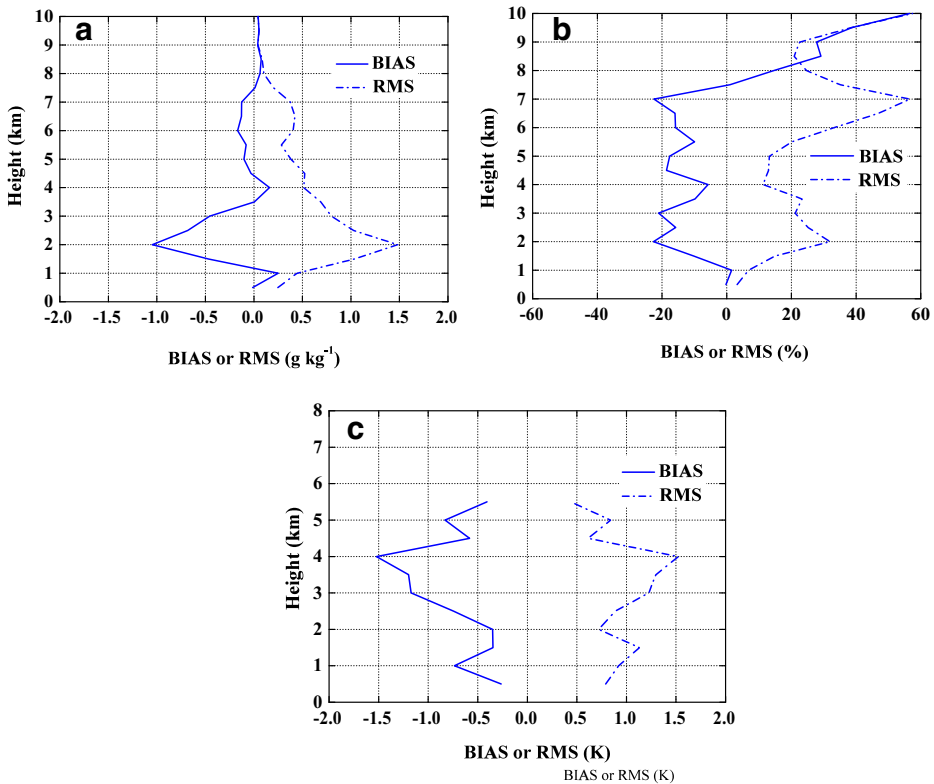 a
Height (km)
10
9
8
7
6
5
4
3
2
1
0
BIAS
RMS
-2.0 -1.5 -1.0 -0.5 0.0 0.5 1.0 1.5 2.0
BIAS or RMS (g kg-1)
b
Height (km)
10
9
8
7
6
5
4
3
2
1
0
BIAS
RMS
-60 -40 -20 0 20 40 60
BIAS or RMS (%)
c
Height (km)
8
7
6
5
4
3
2
1
0
BIAS
RMS
-2.0 -1.5 -1.0 -0.5 0.0 0.5 1.0 1.5 2.0
BIAS or RMS (K)
BIAS or RMS (K)